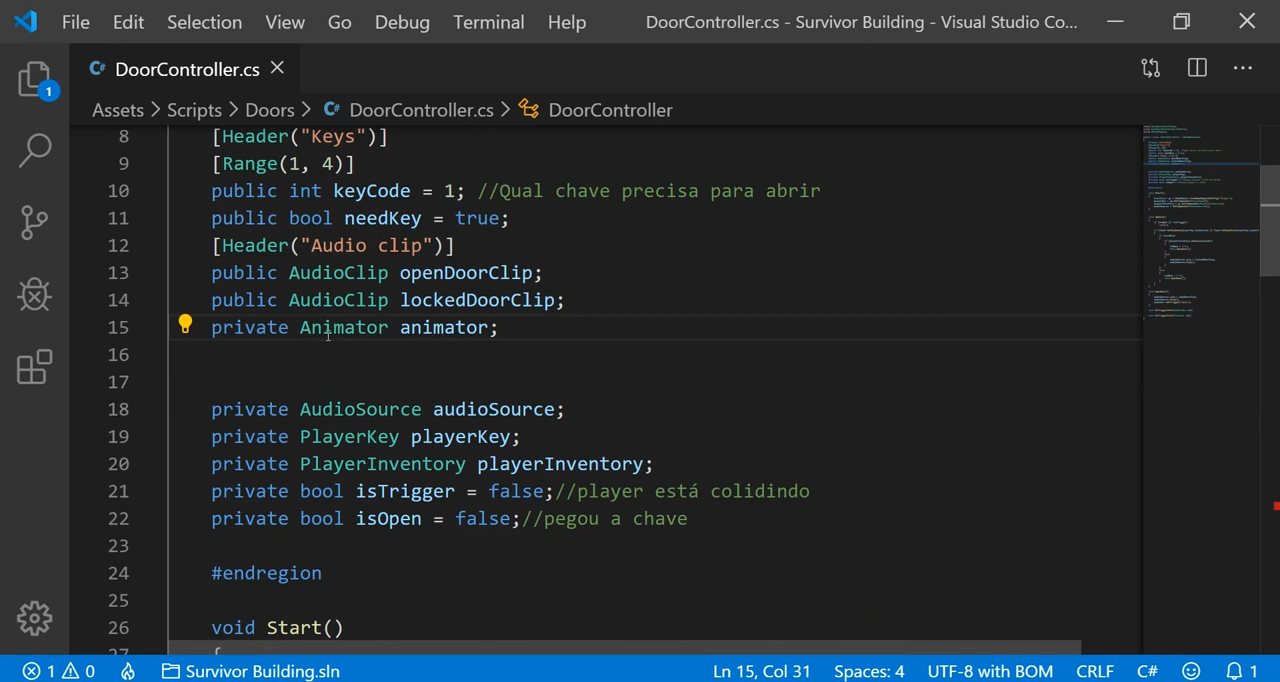 File Edit Selection View Go Debug Terminal Help DoorController.cs - Survivor Building - Visual Studio Co...
DoorController.cs
1
Assets > Scripts > Doors > DoorController.cs > DoorController
8 [Header("Keys")]
9 [Range(1, 4)]
10 public int keyCode = 1; //Qual chave precisa para abrir
11 public bool needKey = true;
12 [Header("Audio clip")]
13 public AudioClip openDoorClip;
14 public AudioClip lockedDoorClip;
15 private Animator animator;
16
17
18 private AudioSource audioSource;
19 private PlayerKey playerKey;
20 private PlayerInventory playerInventory;
21 private bool isTrigger = false;//player está colidindo
22 private bool isOpen = false;//pegou a chave
23
24 #endregion
25
26 void Start()
27 {
1 0 Survivor Building.sln Ln 15, Col 31 Spaces: 4 UTF-8 with BOM CRLF C# 1